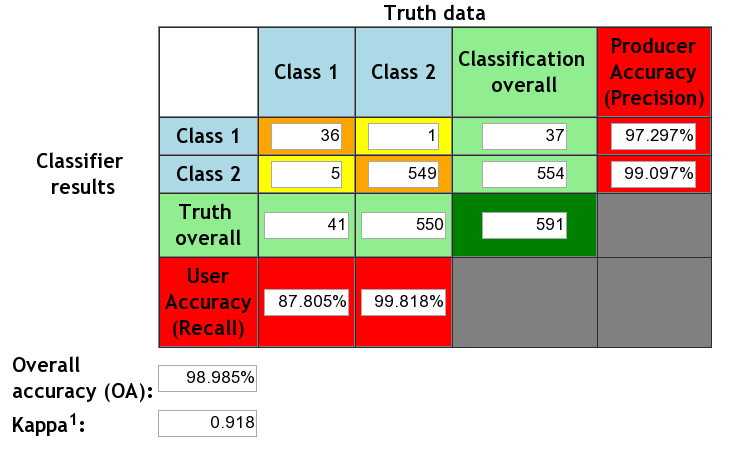 Truth data
Class 1 Class 2 Classification overall Producer Accuracy (Precision)
Classifier results
Class 1 36 1 37 97.297%
Class 2 5 549 554 99.097%
Truth overall 41 550 591
User Accuracy (Recall) 87.805% 99.818%
Overall accuracy (OA): 98.985%
Kappa¹: 0.918